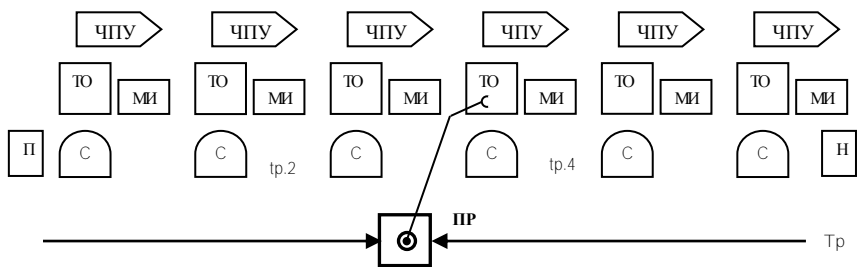 ЧПУ ЧПУ ЧПУ ЧПУ ЧПУ ЧПУ
ТО МИ ТО МИ ТО МИ ТО МИ ТО МИ ТО МИ
П С С tp.2 С С tp.4 С С Н
ПР
Тр